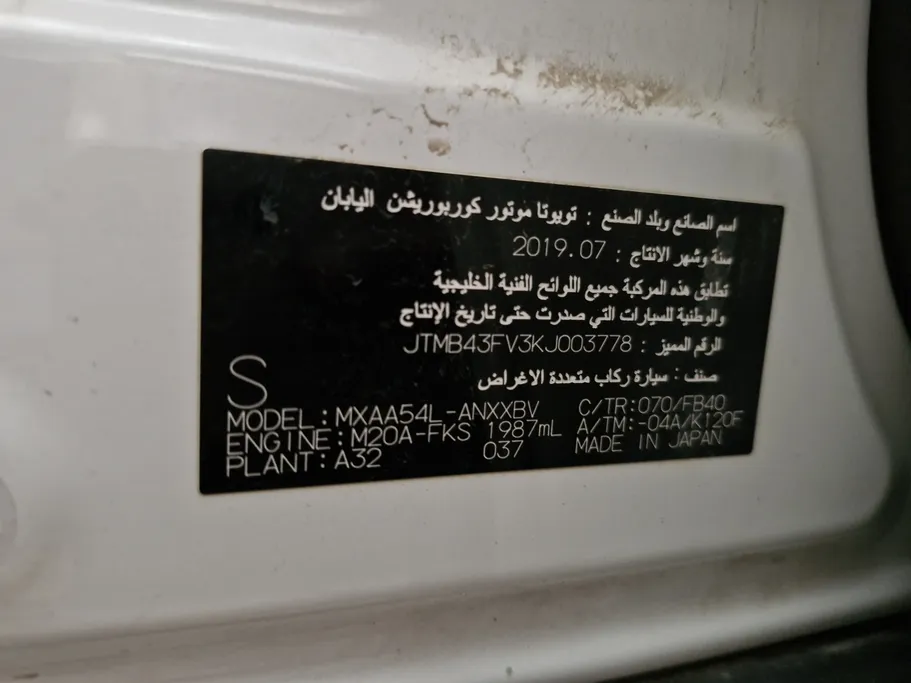 اسم الصانع وبلد الصنع : تويوتا موتور كوربوريشن اليابان
سنة وشهر الانتاج : 2019.07
تطابق هذه المركبة جميع اللوائح الفنية الخليجية
والوطنية للسيارات التي صدرت حتى تاريخ الإنتاج
الرقم المميز : JTMB43FV3KJ003778
صنف : سيارة ركاب متعددة الاغراض
S
MODEL:MXAA54L-ANXXBV C/TR:070/FB40
ENGINE:M20A-FKS 1987mL A/TM:-04A/K120F
PLANT:A32 037 MADE IN JAPAN